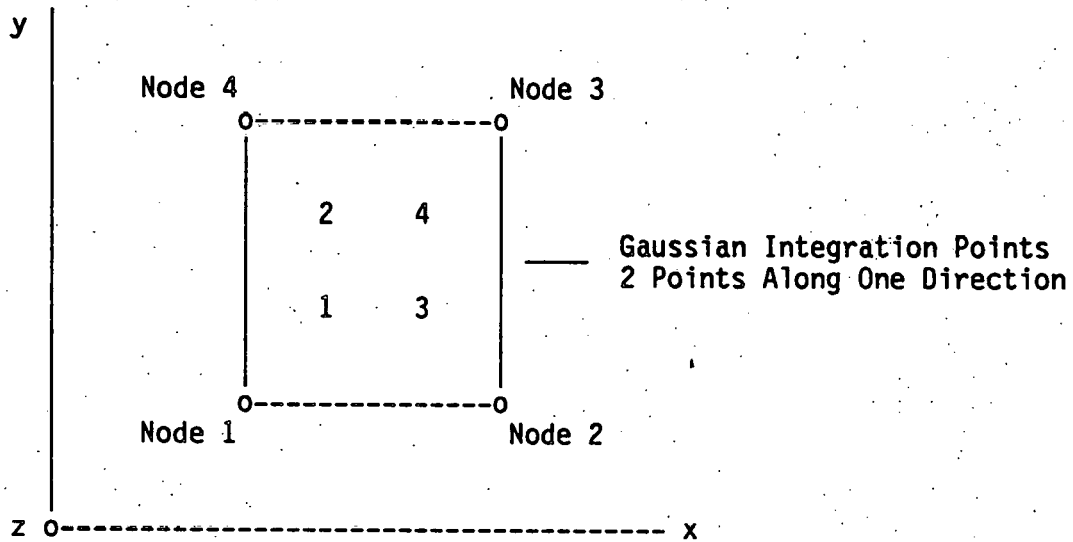 y
Node 4
Node 3
2 4
Gaussian Integration Points
2 Points Along One Direction
1 3
Node 1
Node 2
z
x